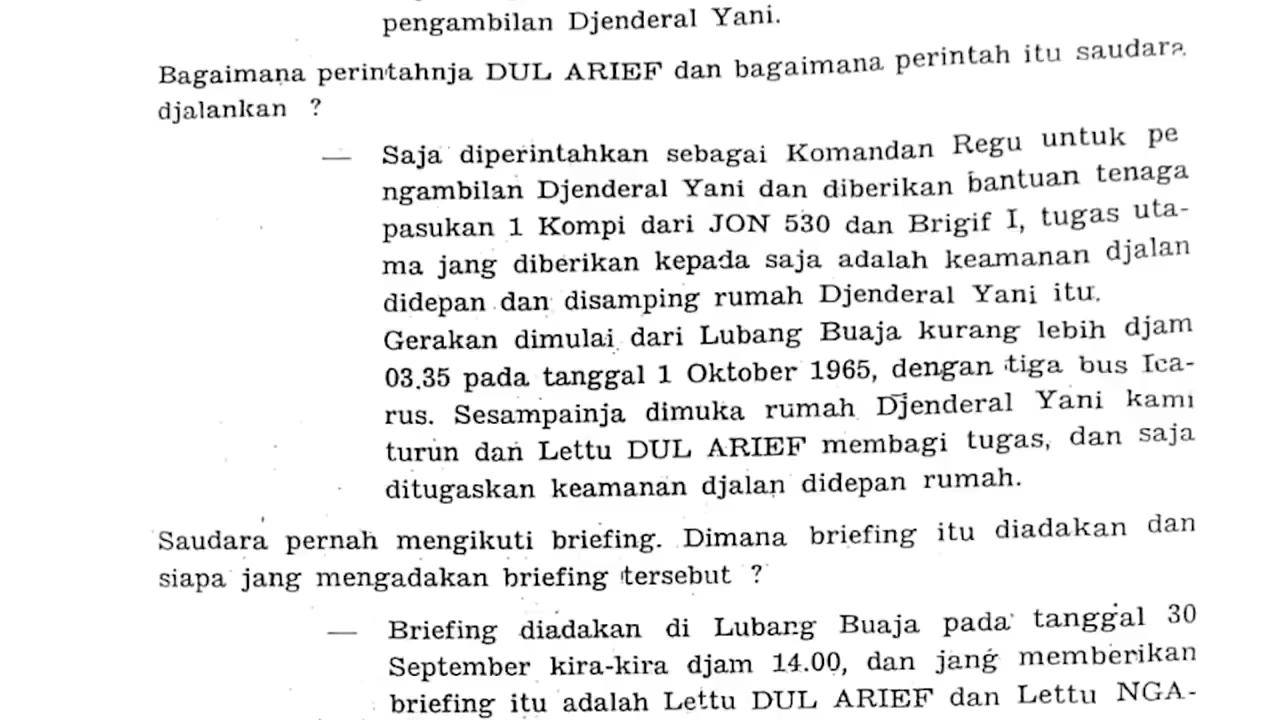 pengambilan Djenderal Yani.
Bagaimana perintahnja DUL ARIEF dan bagaimana perintah itu saudara
djalankan ?
— Saja diperintahkan sebagai Komandan Regu untuk pe
ngambilan Djenderal Yani dan diberikan bantuan tenaga
pasukan 1 Kompi dari JON 530 dan Brigif I, tugas uta-
ma jang diberikan kepada saja adalah keamanan djalan
didepan dan disamping rumah Djenderal Yani itu.
Gerakan dimulai dari Lubang Buaja kurang lebih djam
03.35 pada tanggal 1 Oktober 1965, dengan tiga bus Ica-
rus. Sesampainja dimuka rumah Djenderal Yani kami
turun dan Lettu DUL ARIEF membagi tugas, dan saja
ditugaskan keamanan djalan didepan rumah.
Saudara pernah mengikuti briefing. Dimana briefing itu diadakan dan
siapa jang mengadakan briefing tersebut ?
— Briefing diadakan di Lubang Buaja pada tanggal 30
September kira-kira djam 14.00, dan jang memberikan
briefing itu adalah Lettu DUL ARIEF dan Lettu NGA-